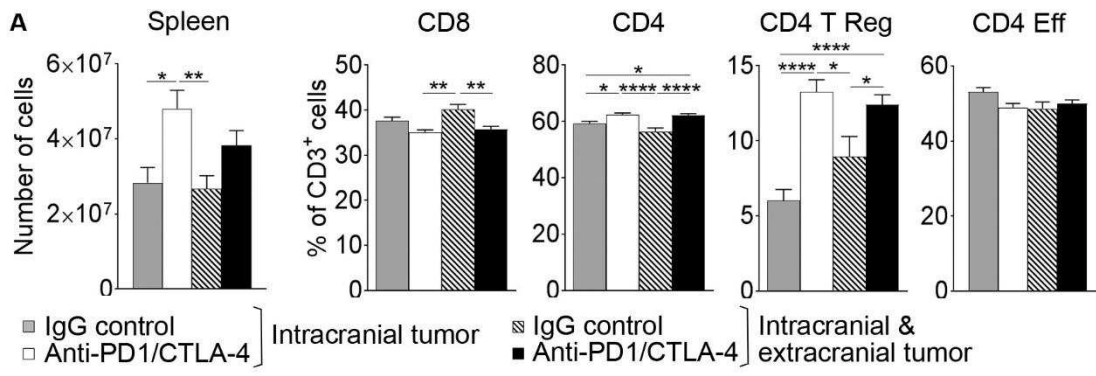 A
Spleen
CD8
CD4
CD4 T Reg
CD4 Eff
Number of cells
6×10⁷
4×10⁷
2×10⁷
0
* **
% of CD3⁺ cells
50
40
30
20
10
0
** **
80
60
40
20
0
*
* **** ****
15
10
5
0
****
**** *
*
60
40
20
0
IgG control
Anti-PD1/CTLA-4
Intracranial tumor
IgG control
Anti-PD1/CTLA-4
Intracranial &
extracranial tumor